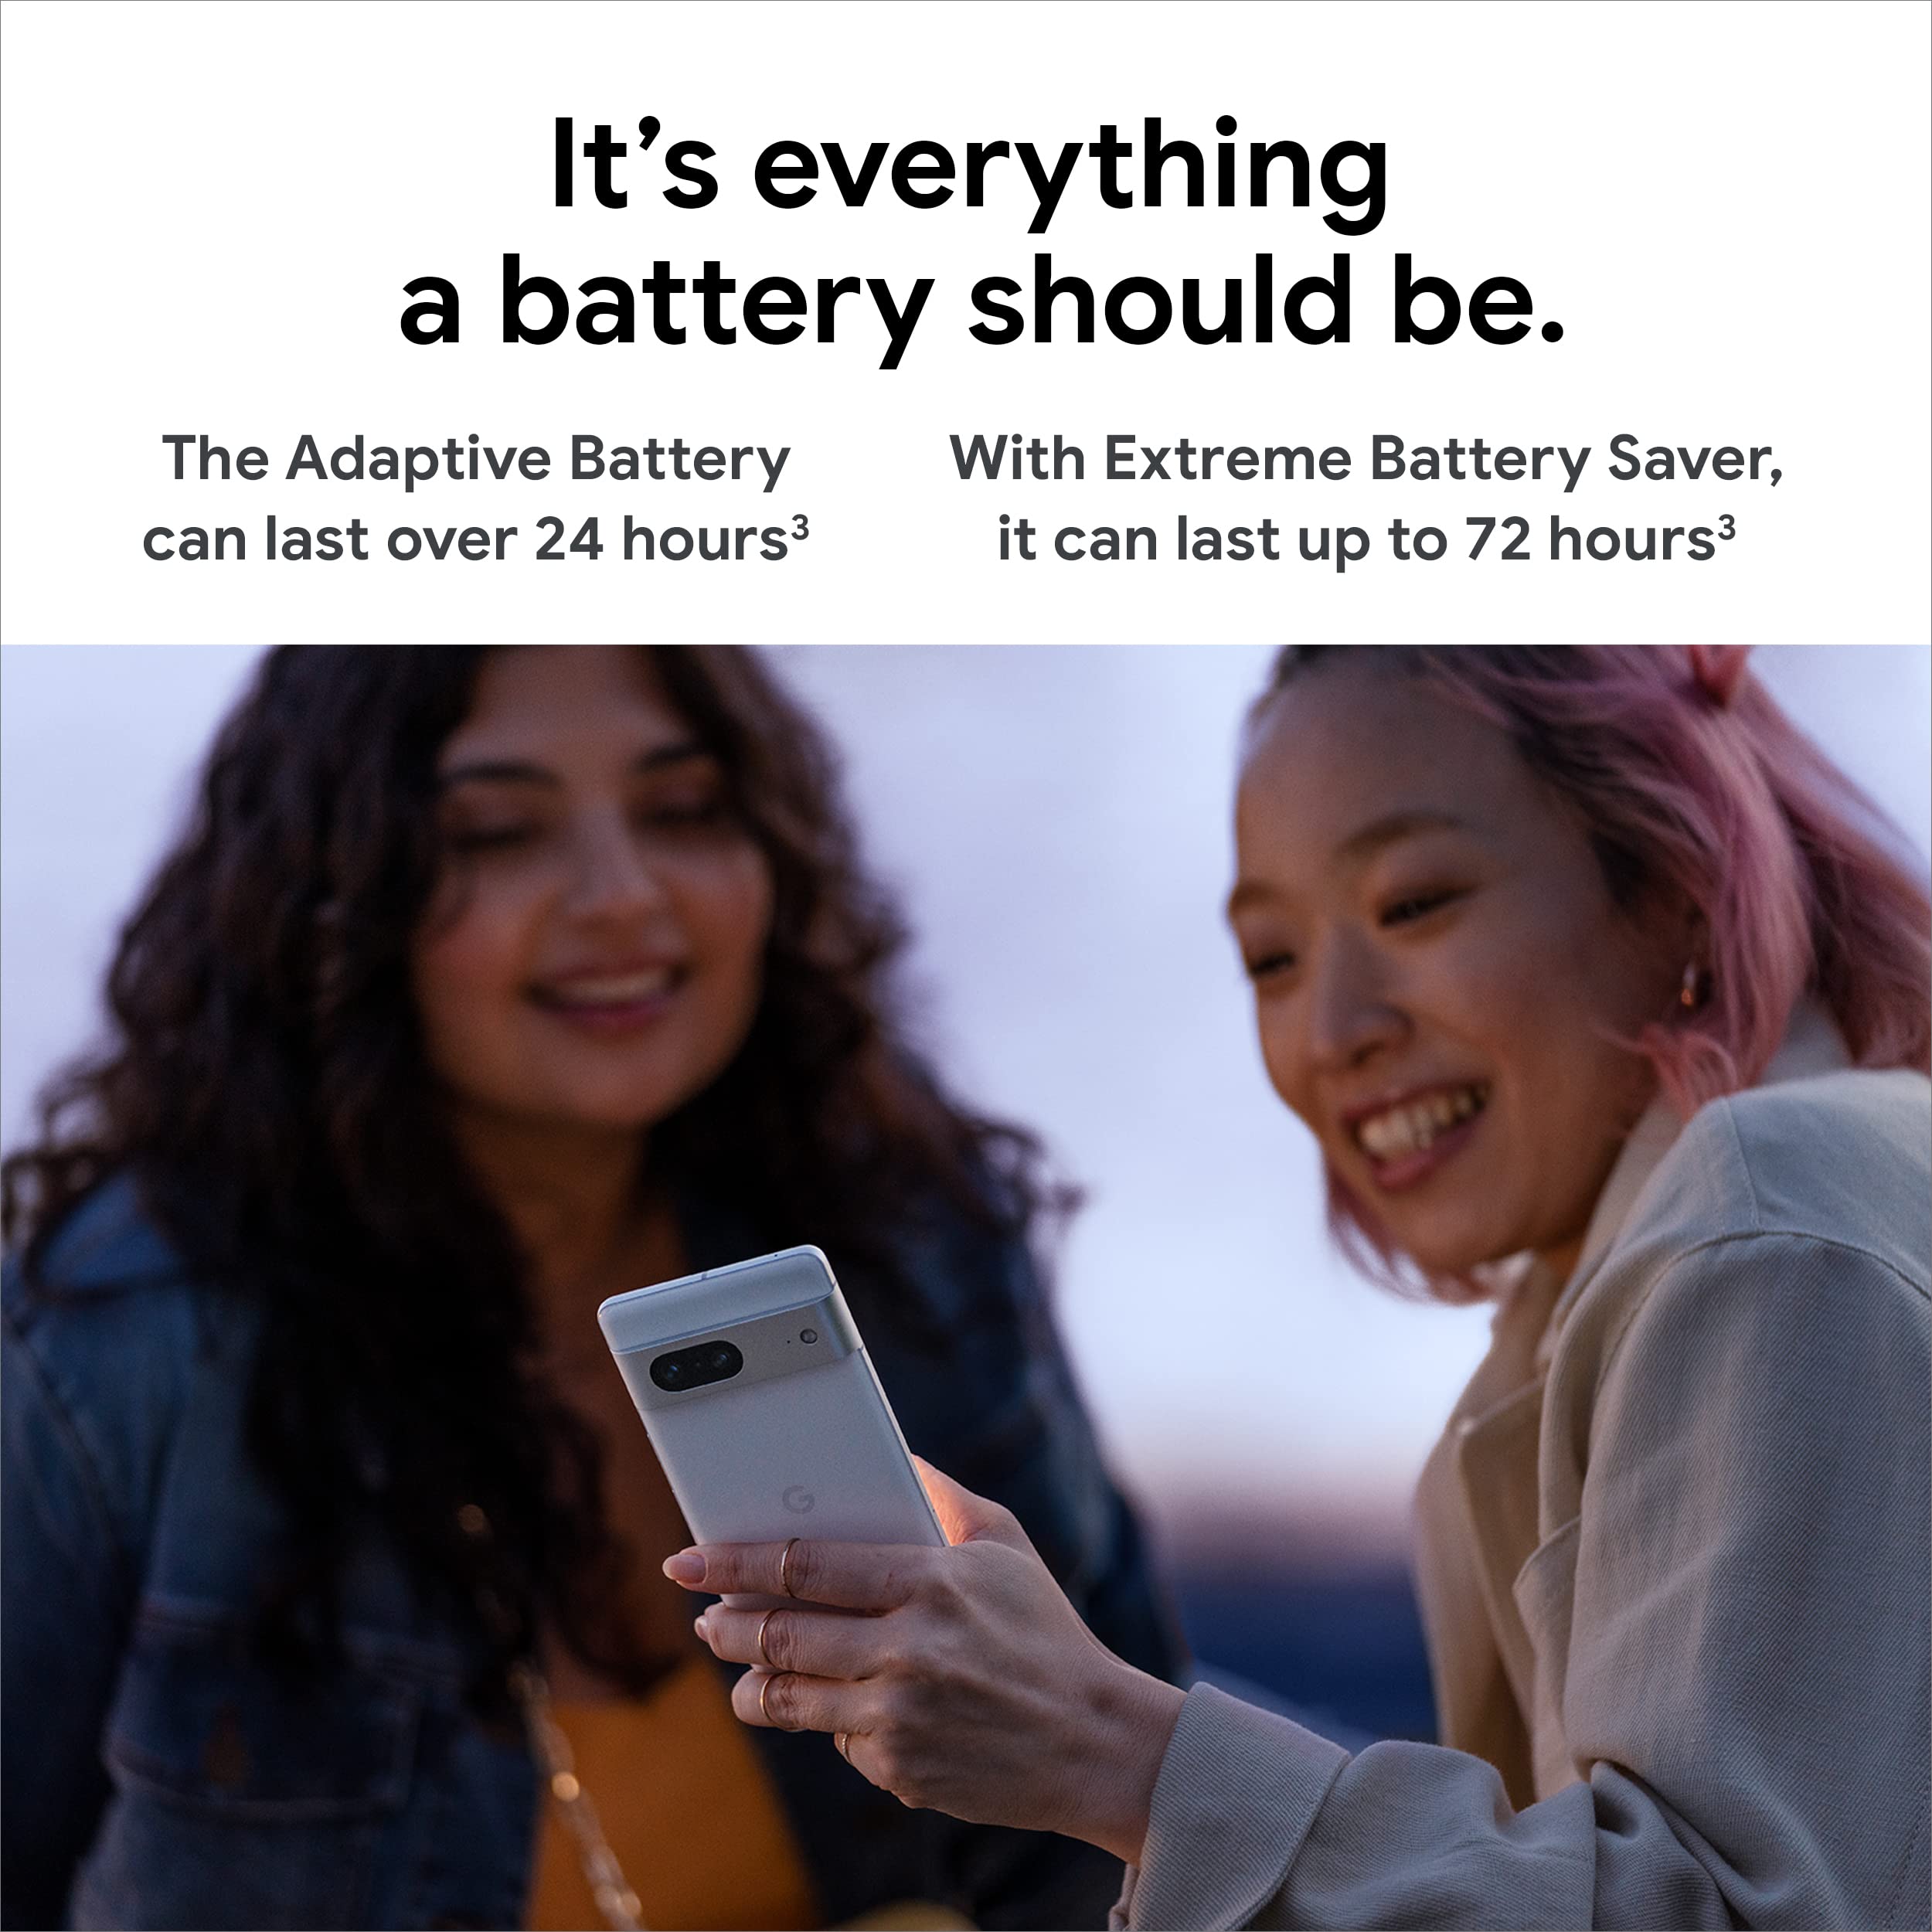 It’s everything
a battery should be.
The Adaptive Battery
can last over 24 hours³
With Extreme Battery Saver,
it can last up to 72 hours³
G